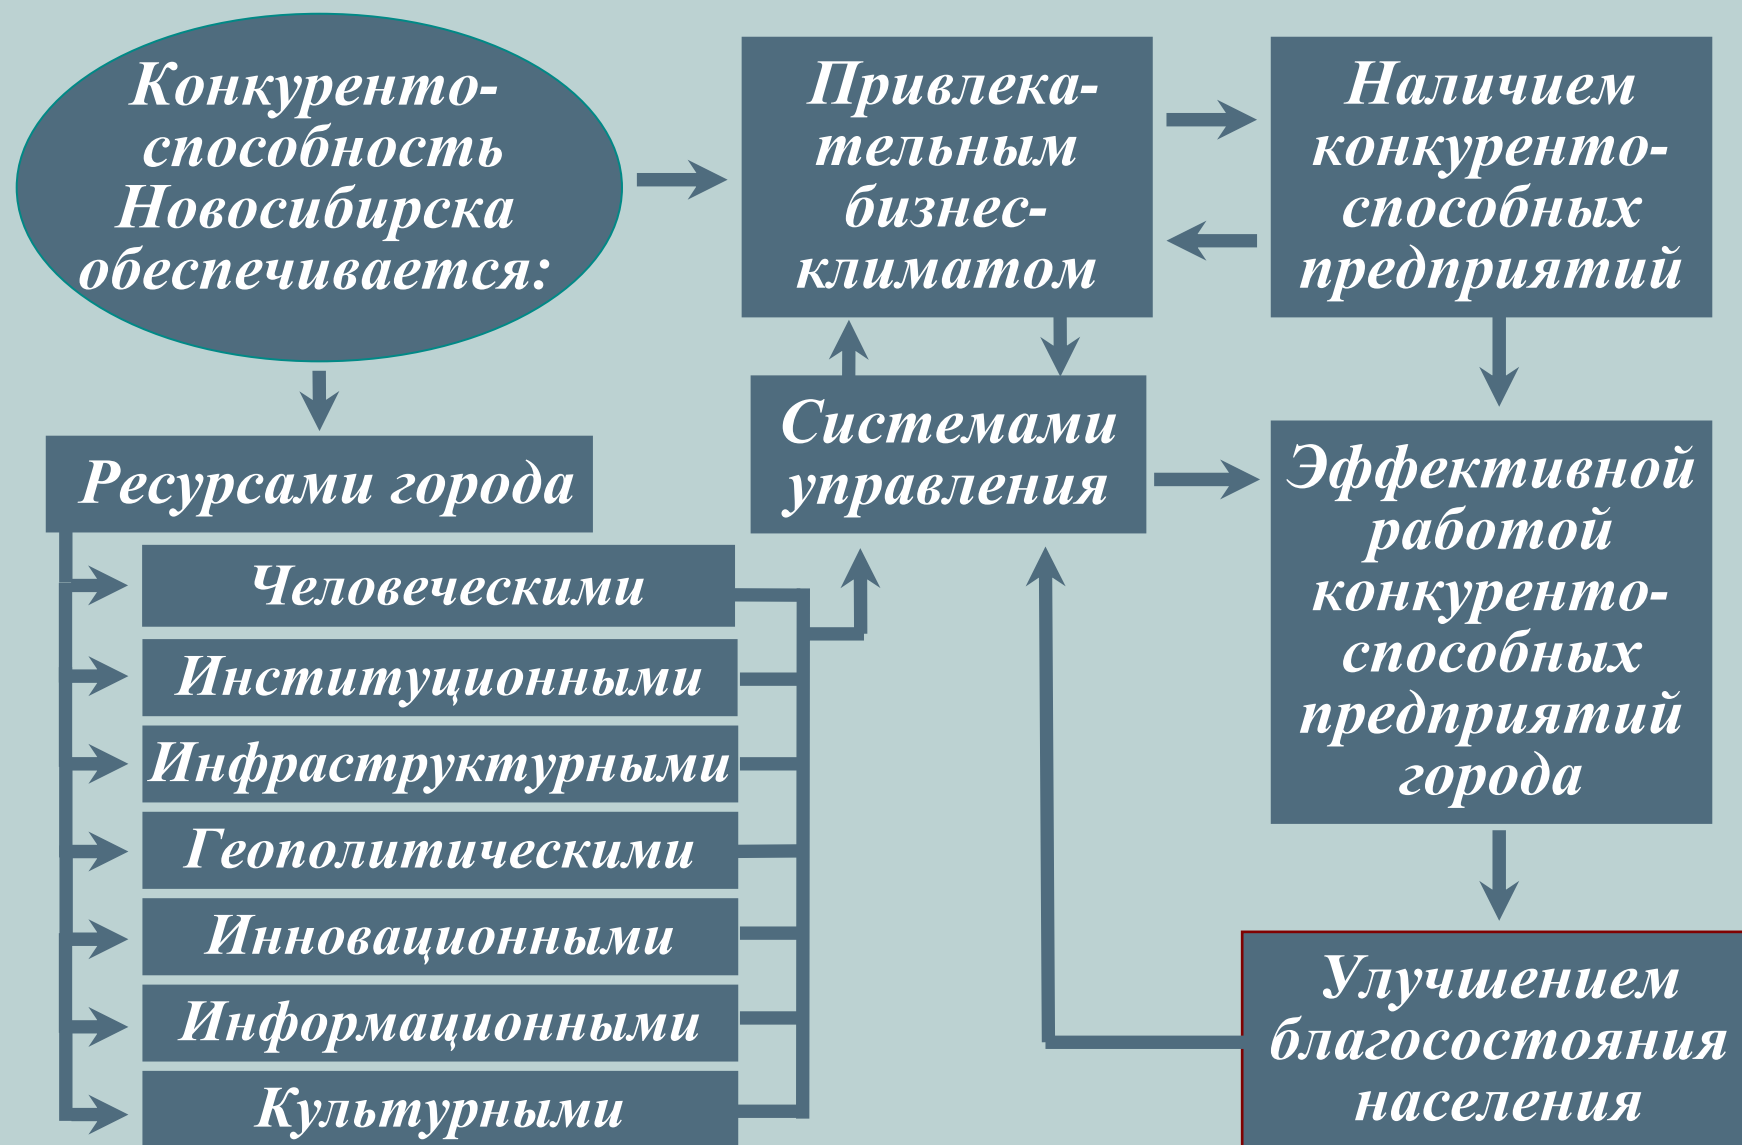 Конкуренто-
способность
Новосибирска
обеспечивается:
Привлека-
тельным
бизнес-
климатом
Наличием
конкуренто-
способных
предприятий
Системами
управления
Эффективной
работой
конкуренто-
способных
предприятий
города
Улучшением
благосостояния
населения
Ресурсами города
Человеческими
Институционными
Инфраструктурными
Геополитическими
Инновационными
Информационными
Культурными